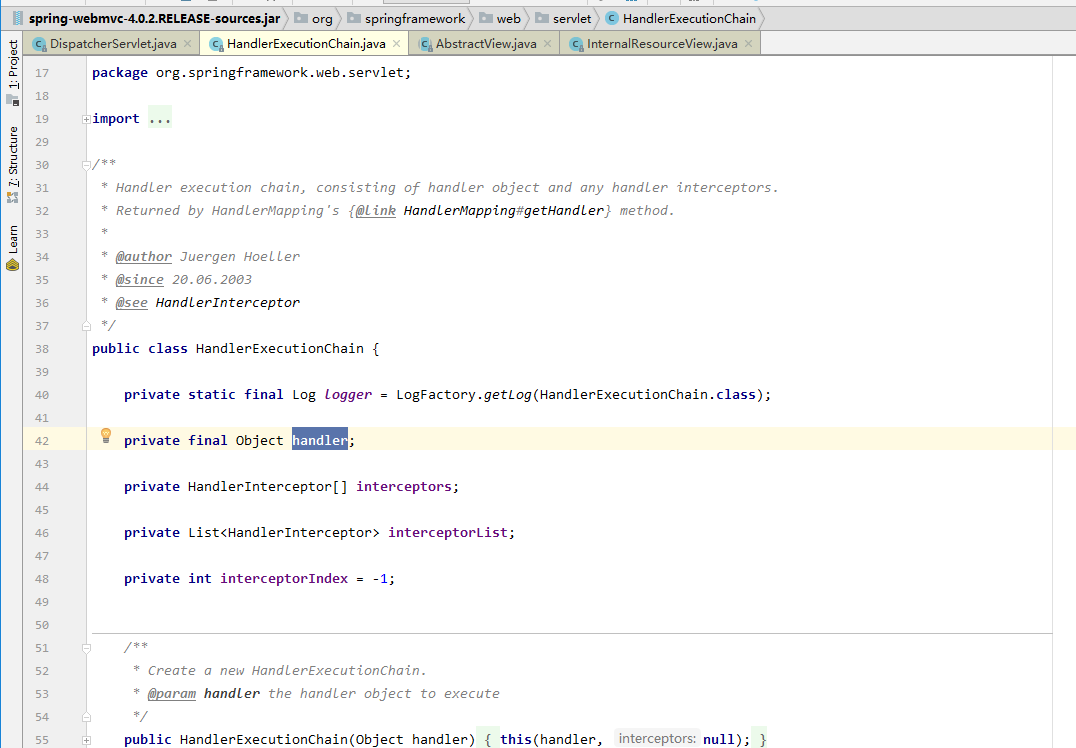 spring-webmvc-4.0.2.RELEASE-sources.jar org springframework web servlet HandlerExecutionChain
DispatcherServlet.java HandlerExecutionChain.java AbstractView.java InternalResourceView.java
1: Project
7: Structure
Learn
17 package org.springframework.web.servlet;
18
19 import ...
29
30 /**
31 * Handler execution chain, consisting of handler object and any handler interceptors.
32 * Returned by HandlerMapping's {@link HandlerMapping#getHandler} method.
33 *
34 * @author Juergen Hoeller
35 * @since 20.06.2003
36 * @see HandlerInterceptor
37 */
38 public class HandlerExecutionChain {
39
40 private static final Log logger = LogFactory.getLog(HandlerExecutionChain.class);
41
42 private final Object handler;
43
44 private HandlerInterceptor[] interceptors;
45
46 private List<HandlerInterceptor> interceptorList;
47
48 private int interceptorIndex = -1;
49
50
51 /**
52 * Create a new HandlerExecutionChain.
53 * @param handler the handler object to execute
54 */
55 public HandlerExecutionChain(Object handler) { this(handler, interceptors: null); }